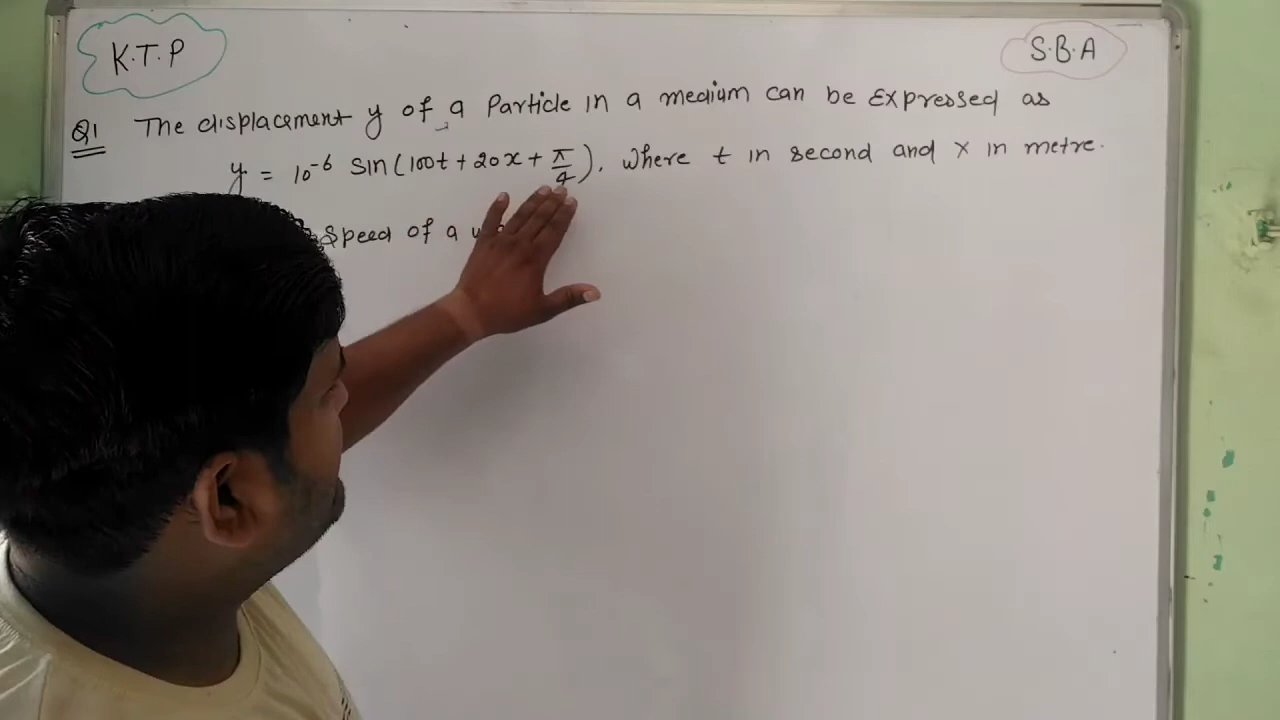 K.T.P
S.B.A
Q1 The displacement y of a Particle in a medium can be Expressed as
y = 10⁻⁶ sin(100t + 20x + π/4), where t in second and x in metre.
speed of a